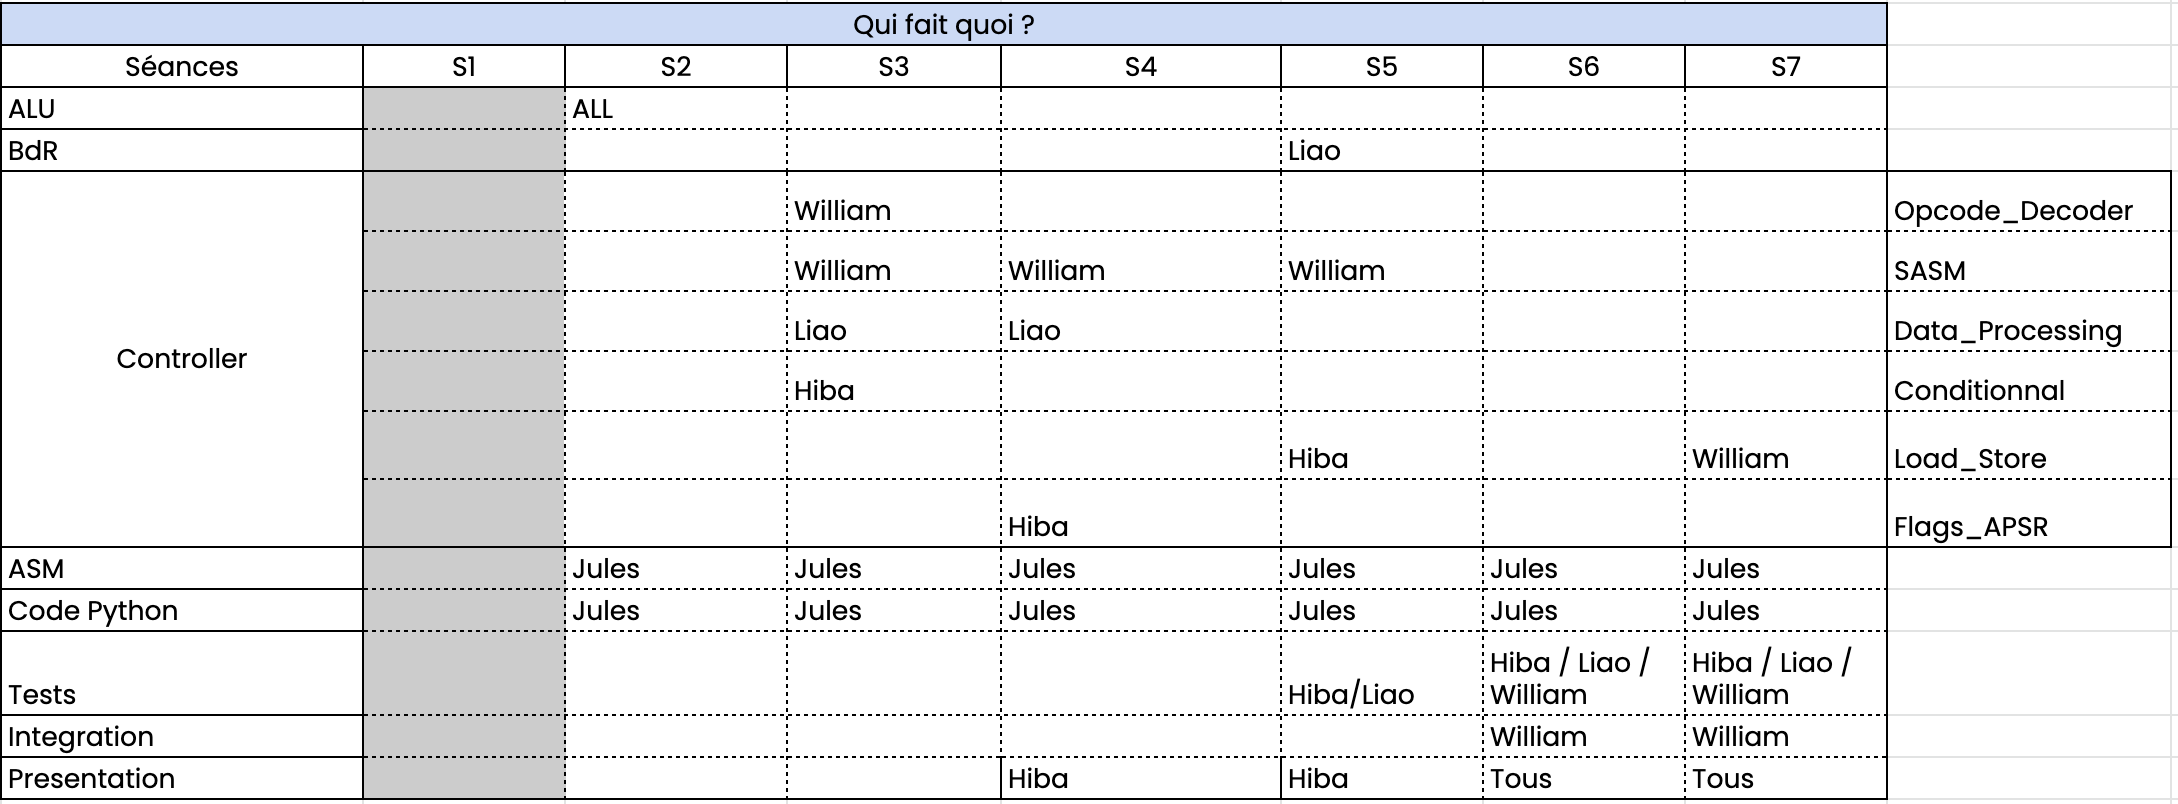 Qui fait quoi ?
Séances S1 S2 S3 S4 S5 S6 S7
ALU ALL
BdR Liao
William Opcode_Decoder
William William William SASM
Liao Liao Data_Processing
Controller
Hiba Conditionnal
Hiba William Load_Store
Hiba Flags_APSR
ASM Jules Jules Jules Jules Jules Jules
Code Python Jules Jules Jules Jules Jules Jules
Hiba / Liao / Hiba / Liao /
Tests Hiba/Liao William William
Integration William William
Presentation Hiba Hiba Tous Tous